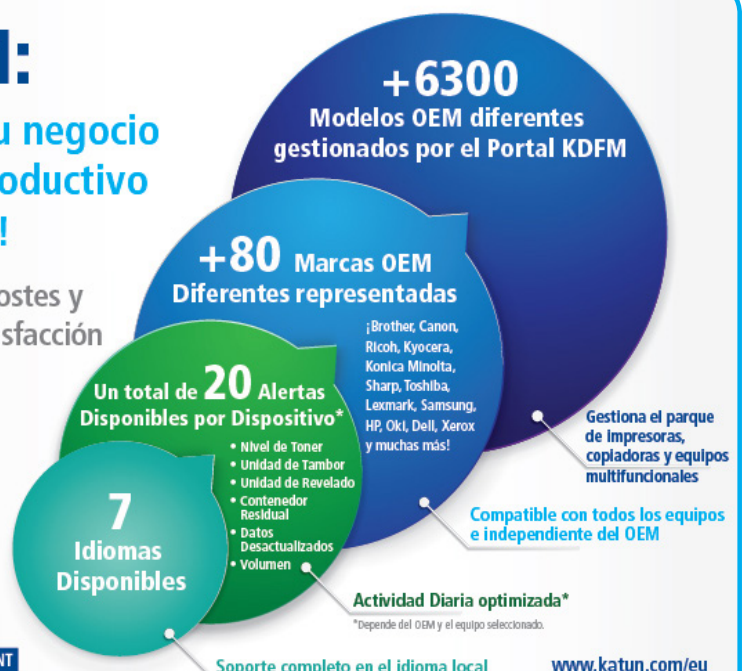 :
u negocio
oductivo
!
ostes y
sfacción
+6300
Modelos OEM diferentes
gestionados por el Portal KDFM
+80 Marcas OEM
Diferentes representadas
¡Brother, Canon,
Ricoh, Kyocera,
Konica Minolta,
Sharp, Toshiba,
Lexmark, Samsung,
HP, Oki, Dell, Xerox
y muchas más!
Un total de 20 Alertas
Disponibles por Dispositivo*
• Nivel de Toner
• Unidad de Tambor
• Unidad de Revelado
• Contenedor
Residual
• Datos
Desactualizados
• Volumen
7
Idiomas
Disponibles
Gestiona el parque
de impresoras,
copiadoras y equipos
multifuncionales
Compatible con todos los equipos
e independiente del OEM
Actividad Diaria optimizada*
*Depende del OEM y el equipo seleccionado.
Soporte completo en el idioma local
NT
www.katun.com/eu